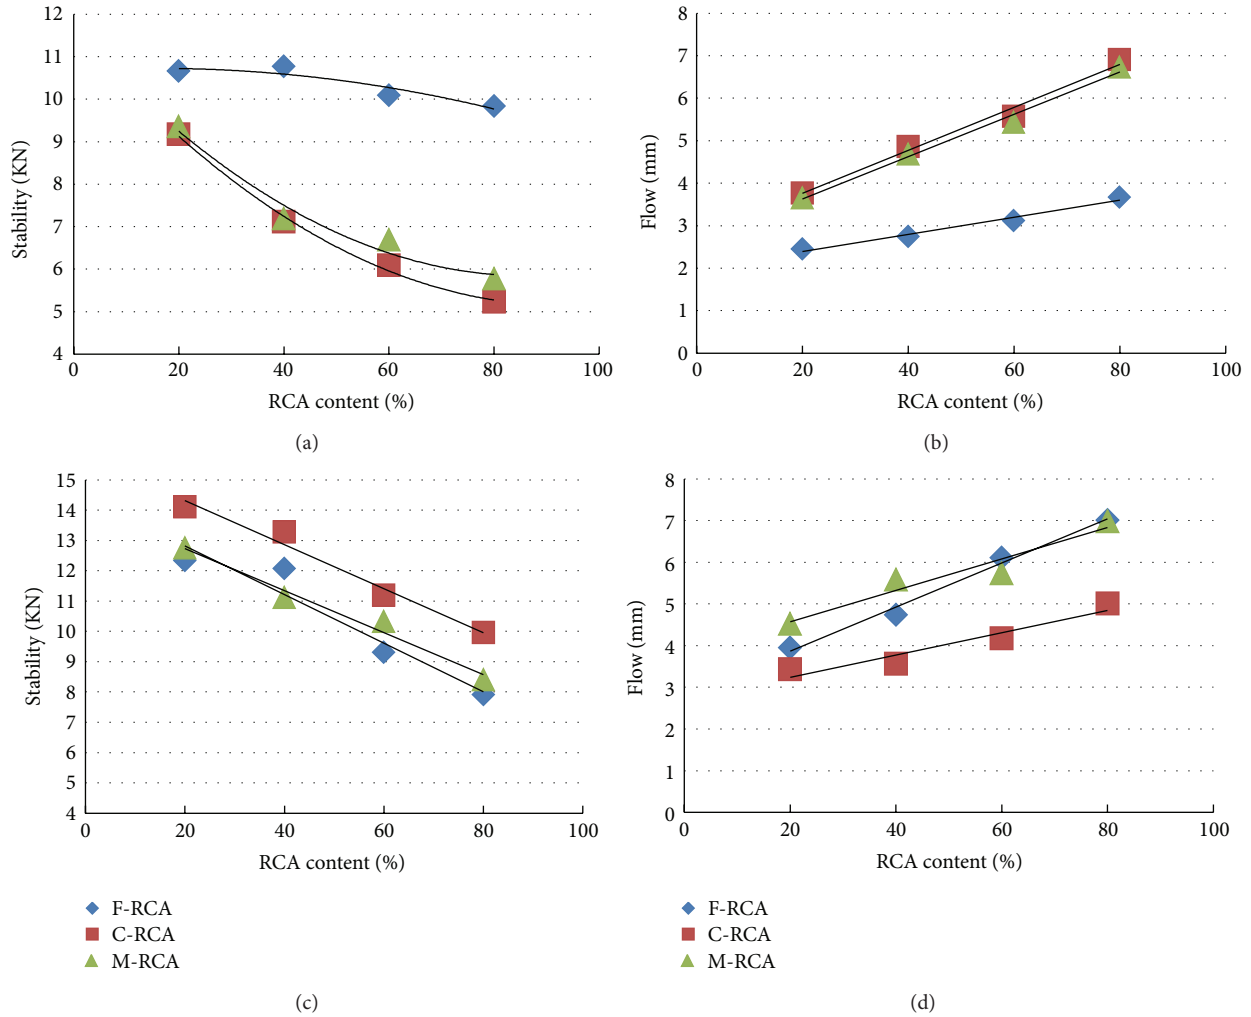 12
11
10
9
8
7
6
5
4
Stability (KN)
0 20 40 60 80 100
RCA content (%)
(a)
8
7
6
5
4
3
2
1
0
Flow (mm)
0 20 40 60 80 100
RCA content (%)
(b)
15
14
13
12
11
10
9
8
7
6
5
4
Stability (KN)
0 20 40 60 80 100
RCA content (%)
F-RCA
C-RCA
M-RCA
(c)
8
7
6
5
4
3
2
1
0
Flow (mm)
0 20 40 60 80 100
RCA content (%)
F-RCA
C-RCA
M-RCA
(d)